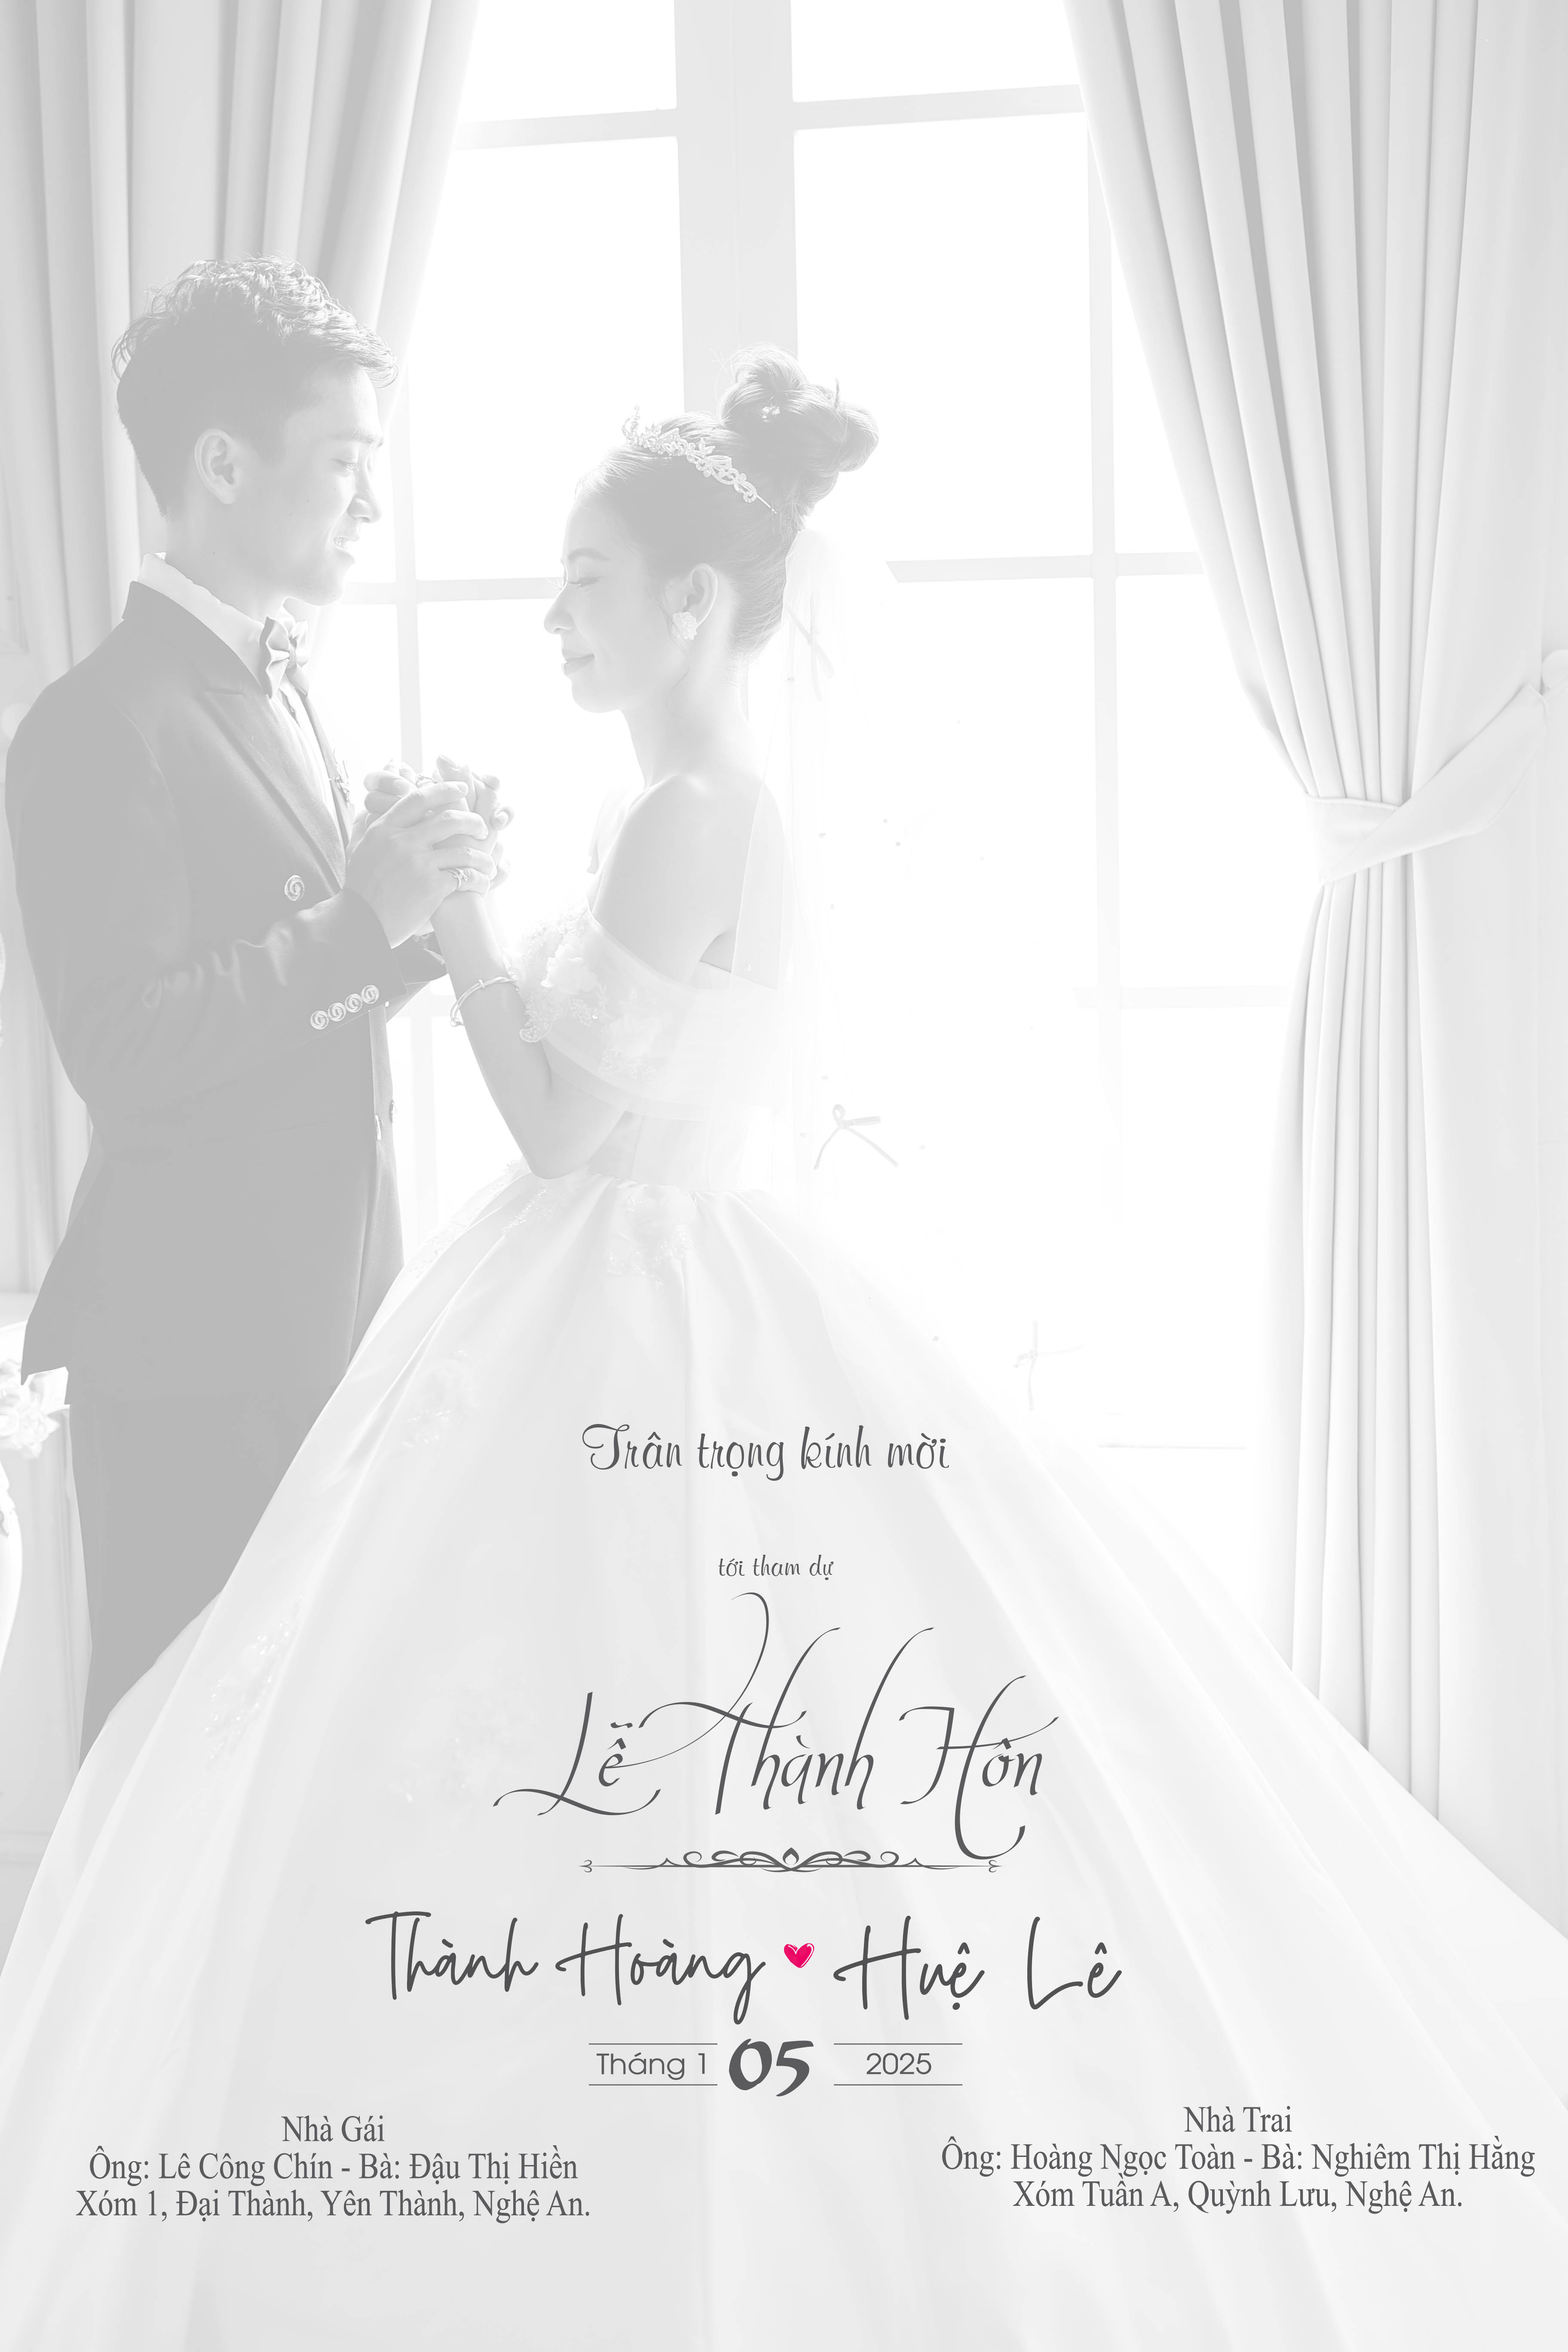 Trân trọng kính mời
tới tham dự
Lễ Thành Hôn
Thành Hoàng Huệ Lê
Tháng 1 05 2025
Nhà Gái
Ông: Lê Công Chín - Bà: Đậu Thị Hiền
Xóm 1, Đại Thành, Yên Thành, Nghệ An.
Nhà Trai
Ông: Hoàng Ngọc Toàn - Bà: Nghiêm Thị Hằng
Xóm Tuần A, Quỳnh Lưu, Nghệ An.